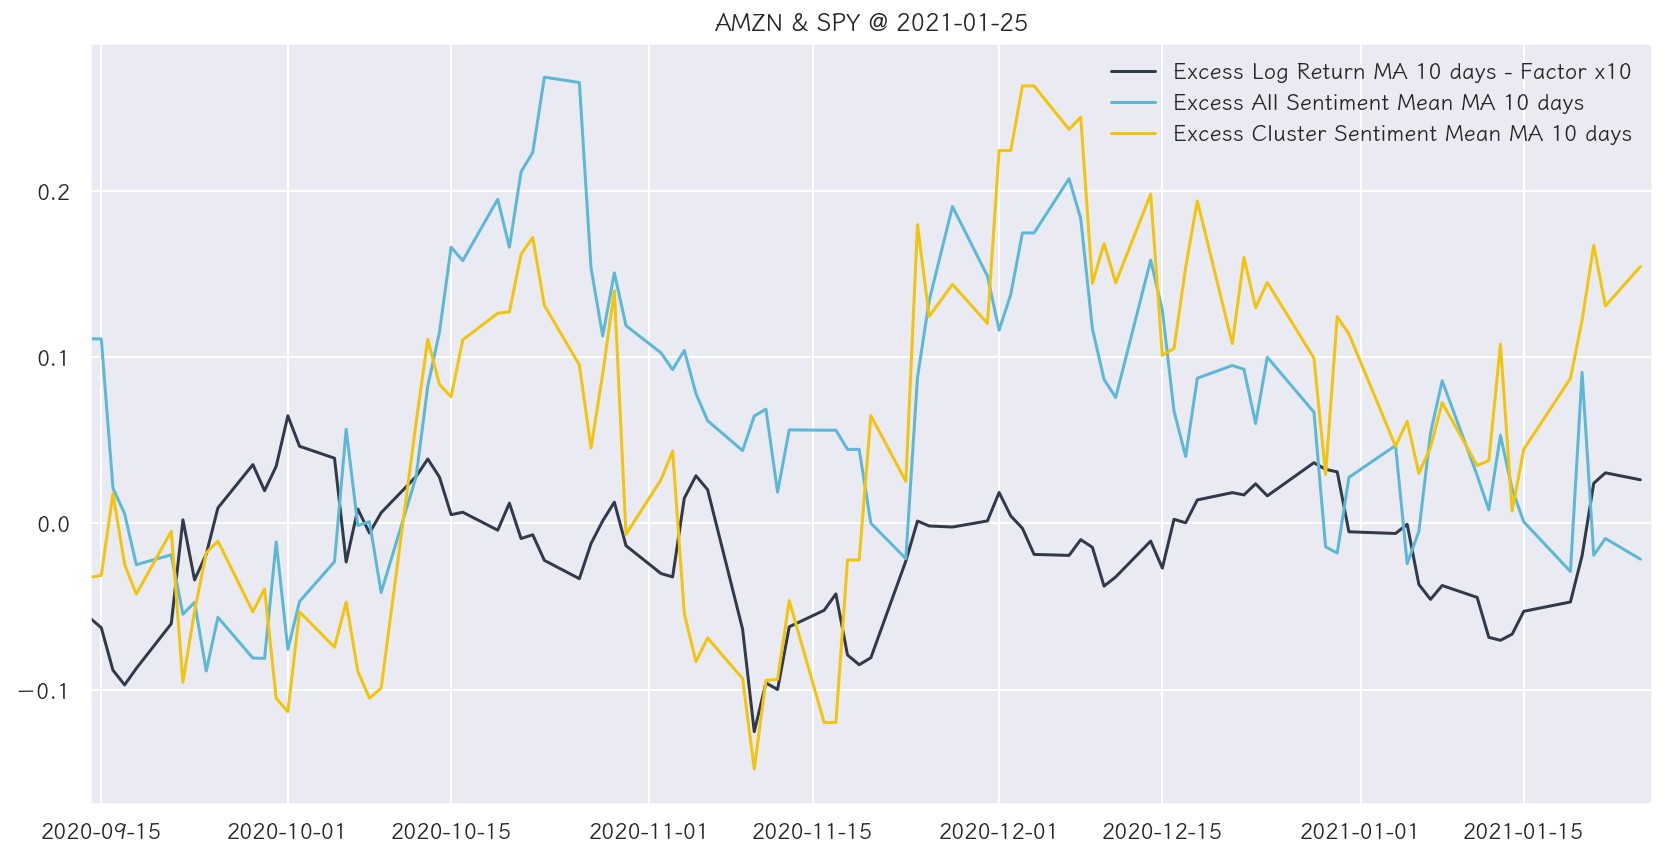 AMZN & SPY @ 2021-01-25
Excess Log Return MA 10 days - Factor x10
Excess All Sentiment Mean MA 10 days
Excess Cluster Sentiment Mean MA 10 days
0.2
0.1
0.0
−0.1
2020-09-15 2020-10-01 2020-10-15 2020-11-01 2020-11-15 2020-12-01 2020-12-15 2021-01-01 2021-01-15